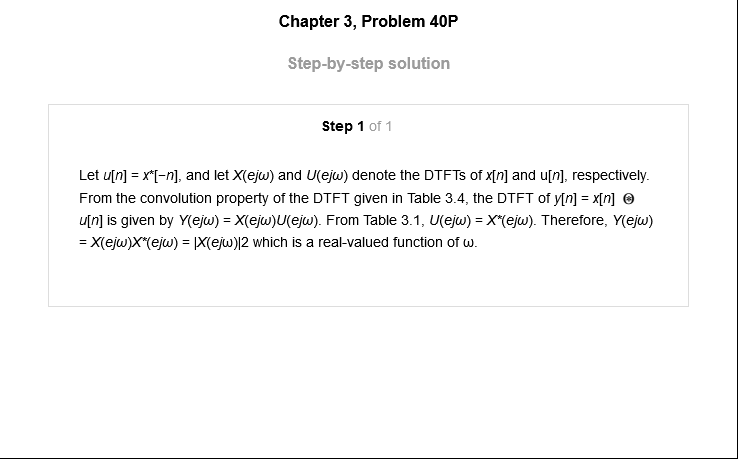 Chapter 3, Problem 40P
Step-by-step solution
Step 1 of 1
Let u[n] = x*[−n], and let X(ejω) and U(ejω) denote the DTFTs of x[n] and u[n], respectively.
From the convolution property of the DTFT given in Table 3.4, the DTFT of y[n] = x[n] ⊛
u[n] is given by Y(ejω) = X(ejω)U(ejω). From Table 3.1, U(ejω) = X*(ejω). Therefore, Y(ejω)
= X(ejω)X*(ejω) = |X(ejω)|2 which is a real-valued function of ω.